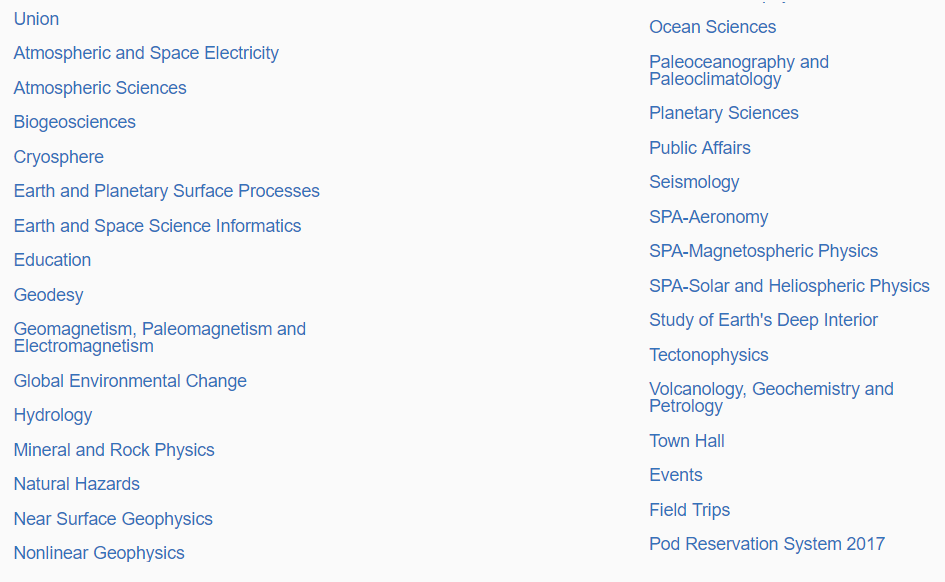 Union
Atmospheric and Space Electricity
Atmospheric Sciences
Biogeosciences
Cryosphere
Earth and Planetary Surface Processes
Earth and Space Science Informatics
Education
Geodesy
Geomagnetism, Paleomagnetism and
Electromagnetism
Global Environmental Change
Hydrology
Mineral and Rock Physics
Natural Hazards
Near Surface Geophysics
Nonlinear Geophysics
Ocean Sciences
Paleoceanography and
Paleoclimatology
Planetary Sciences
Public Affairs
Seismology
SPA-Aeronomy
SPA-Magnetospheric Physics
SPA-Solar and Heliospheric Physics
Study of Earth's Deep Interior
Tectonophysics
Volcanology, Geochemistry and
Petrology
Town Hall
Events
Field Trips
Pod Reservation System 2017